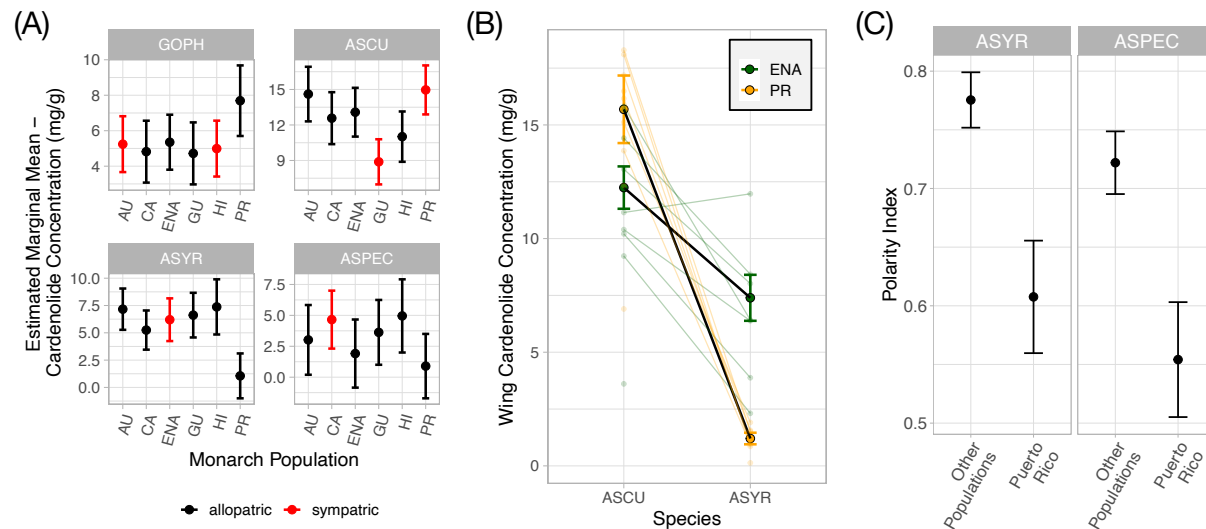 (A)
Estimated Marginal Mean –
Cardenolide Concentration (mg/g)
GOPH
10
8
6
4
AU
CA
ENA
GU
HI
PR
ASCU
15
12
9
AU
CA
ENA
GU
HI
PR
ASYR
10.0
7.5
5.0
2.5
0.0
AU
CA
ENA
GU
HI
PR
ASPEC
7.5
5.0
2.5
0.0
AU
CA
ENA
GU
HI
PR
Monarch Population
allopatric
sympatric
(B)
Wing Cardenolide Concentration (mg/g)
15
10
5
0
ENA
PR
ASCU
ASYR
Species
(C)
Polarity Index
ASYR
ASPEC
0.8
0.7
0.6
0.5
Other
Populations
Puerto
Rico
Other
Populations
Puerto
Rico